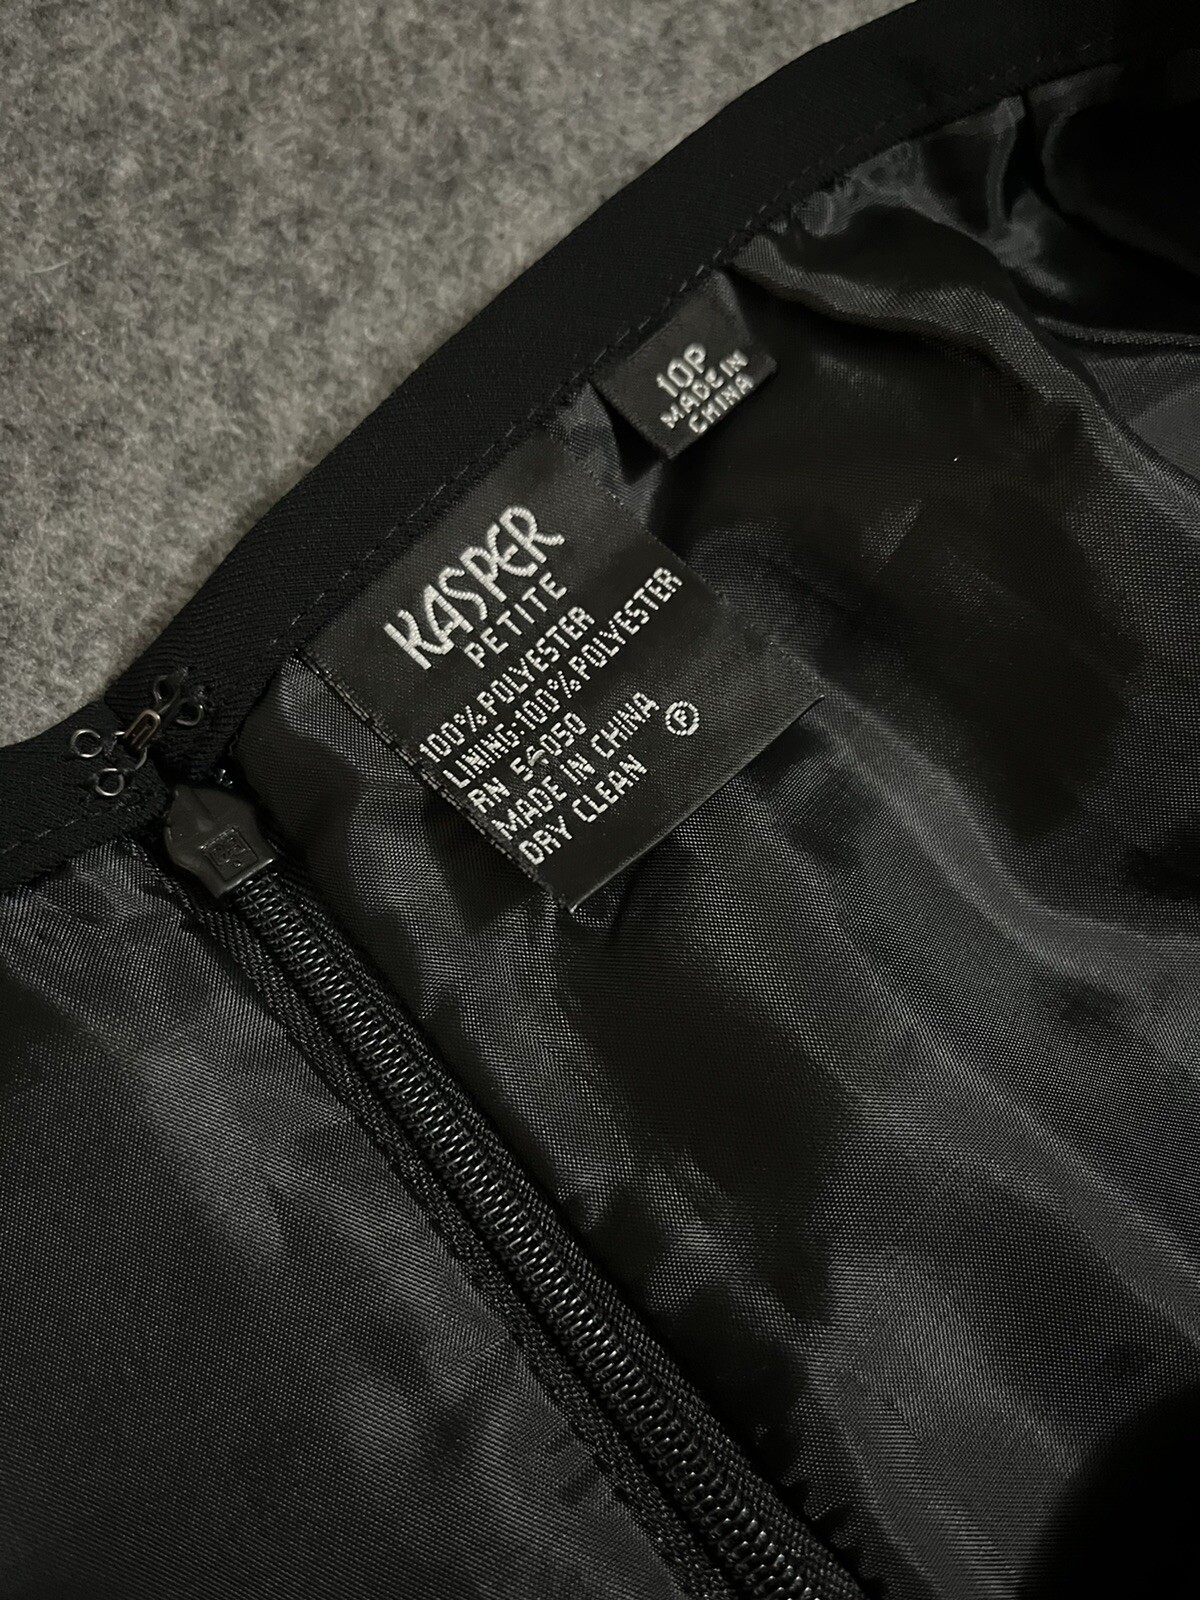 10P
MADE IN
CHINA
KASPER
PETITE
100% POLYESTER
LINING:100% POLYESTER
RN 54050
MADE IN CHINA
DRY CLEAN Ⓟ